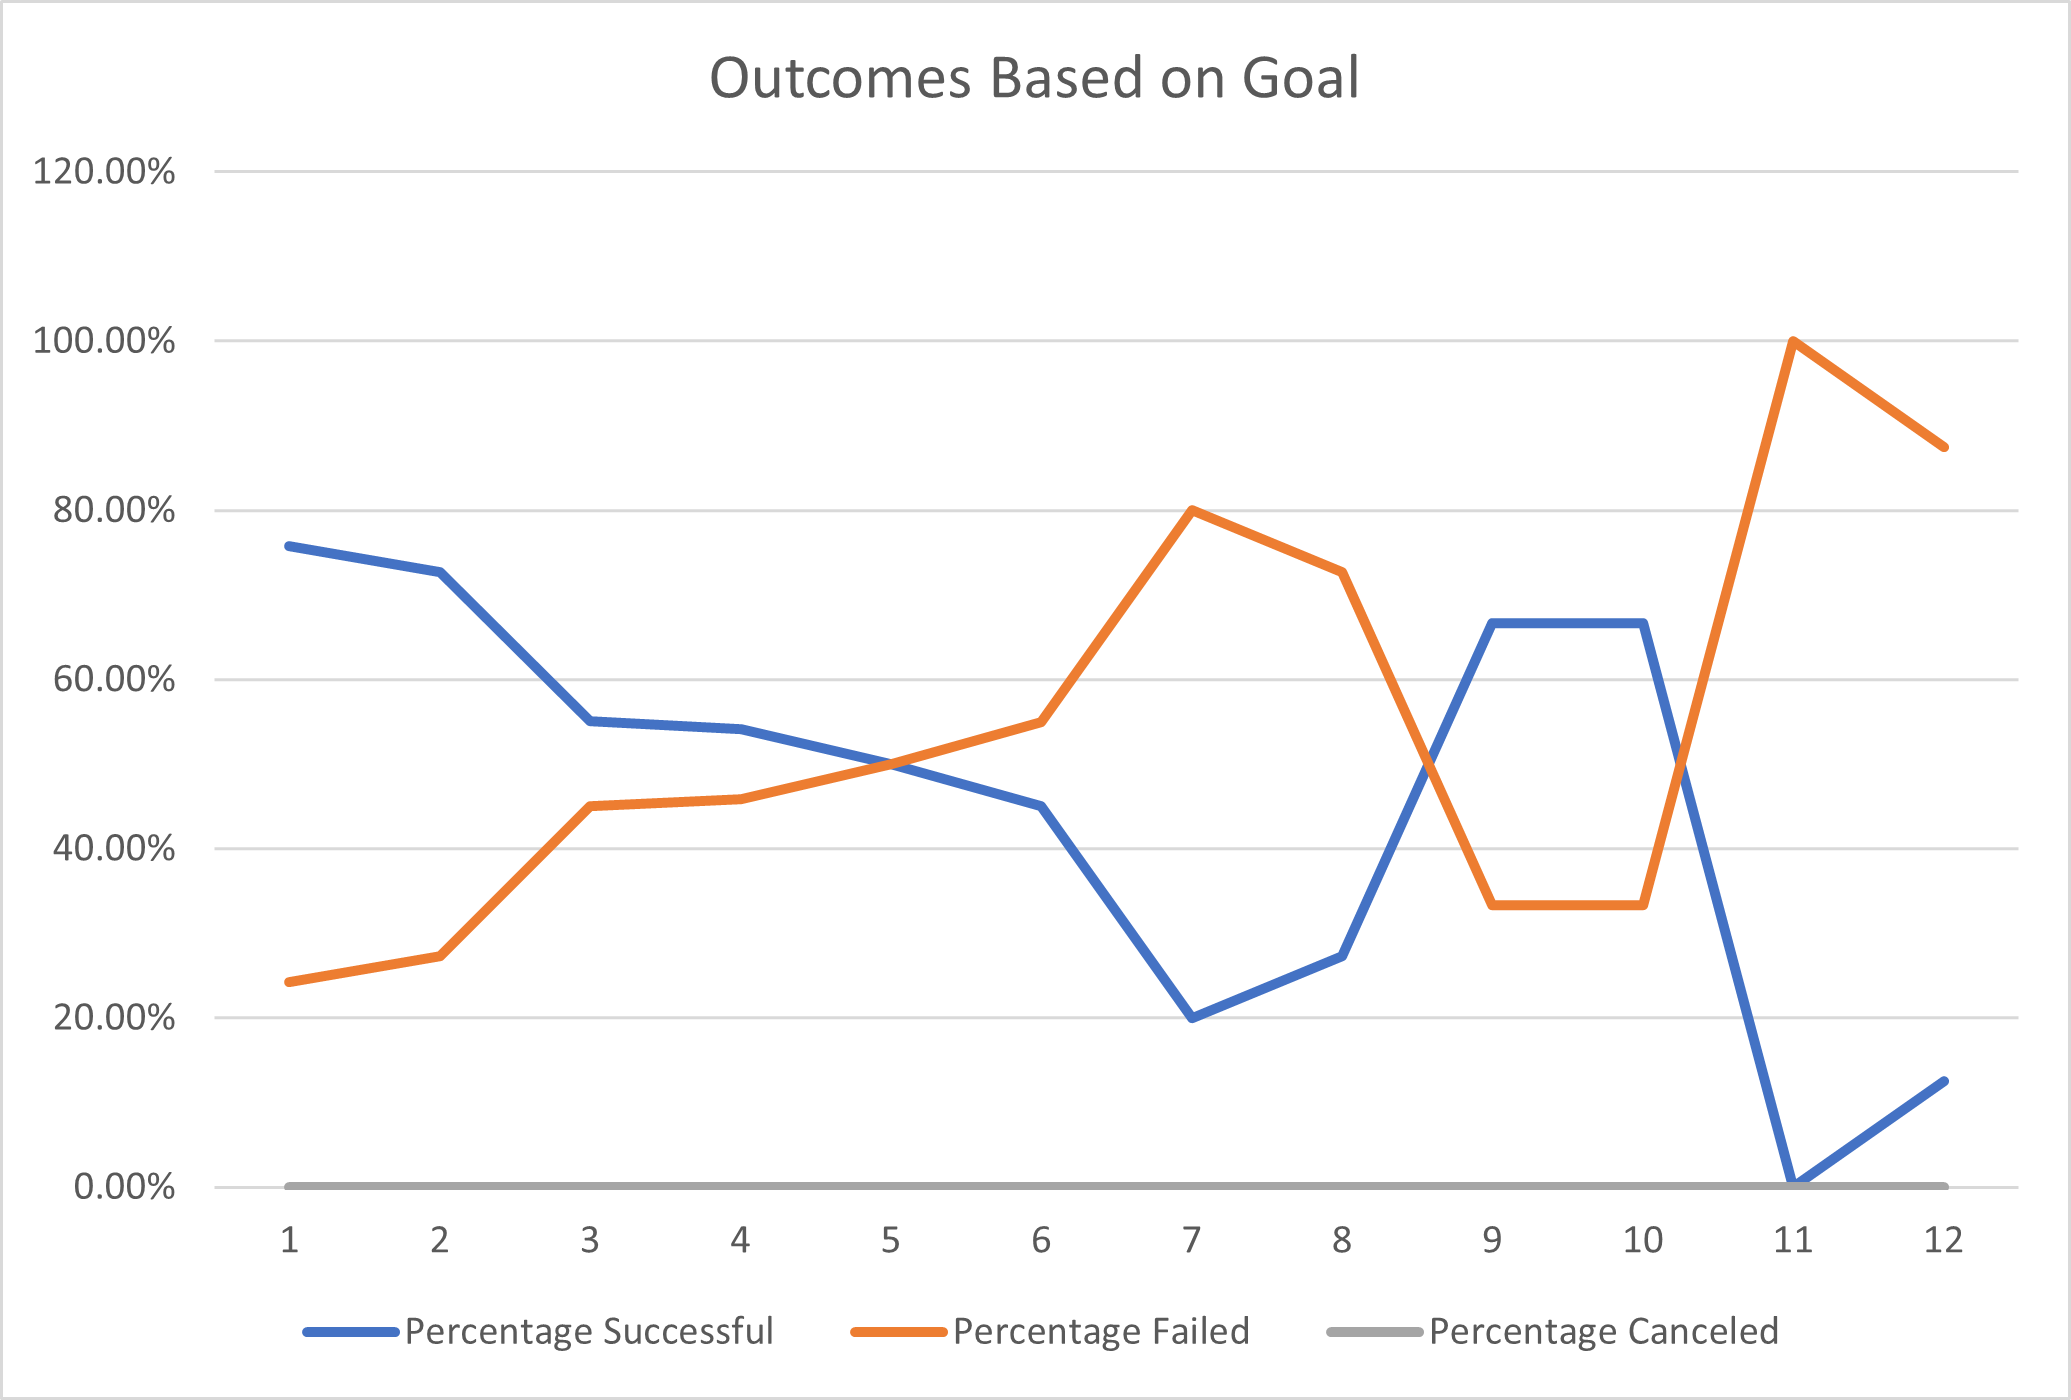 Outcomes Based on Goal
120.00%
100.00%
80.00%
60.00%
40.00%
20.00%
0.00%
1 2 3 4 5 6 7 8 9 10 11 12
Percentage Successful Percentage Failed Percentage Canceled